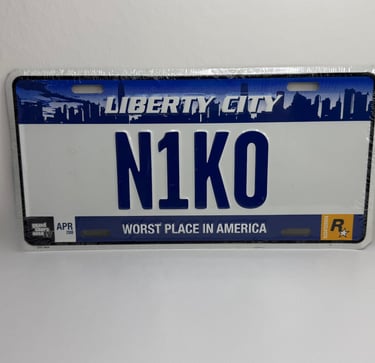 LIBERTY CITY
N1KO
APR
WORST PLACE IN AMERICA
R